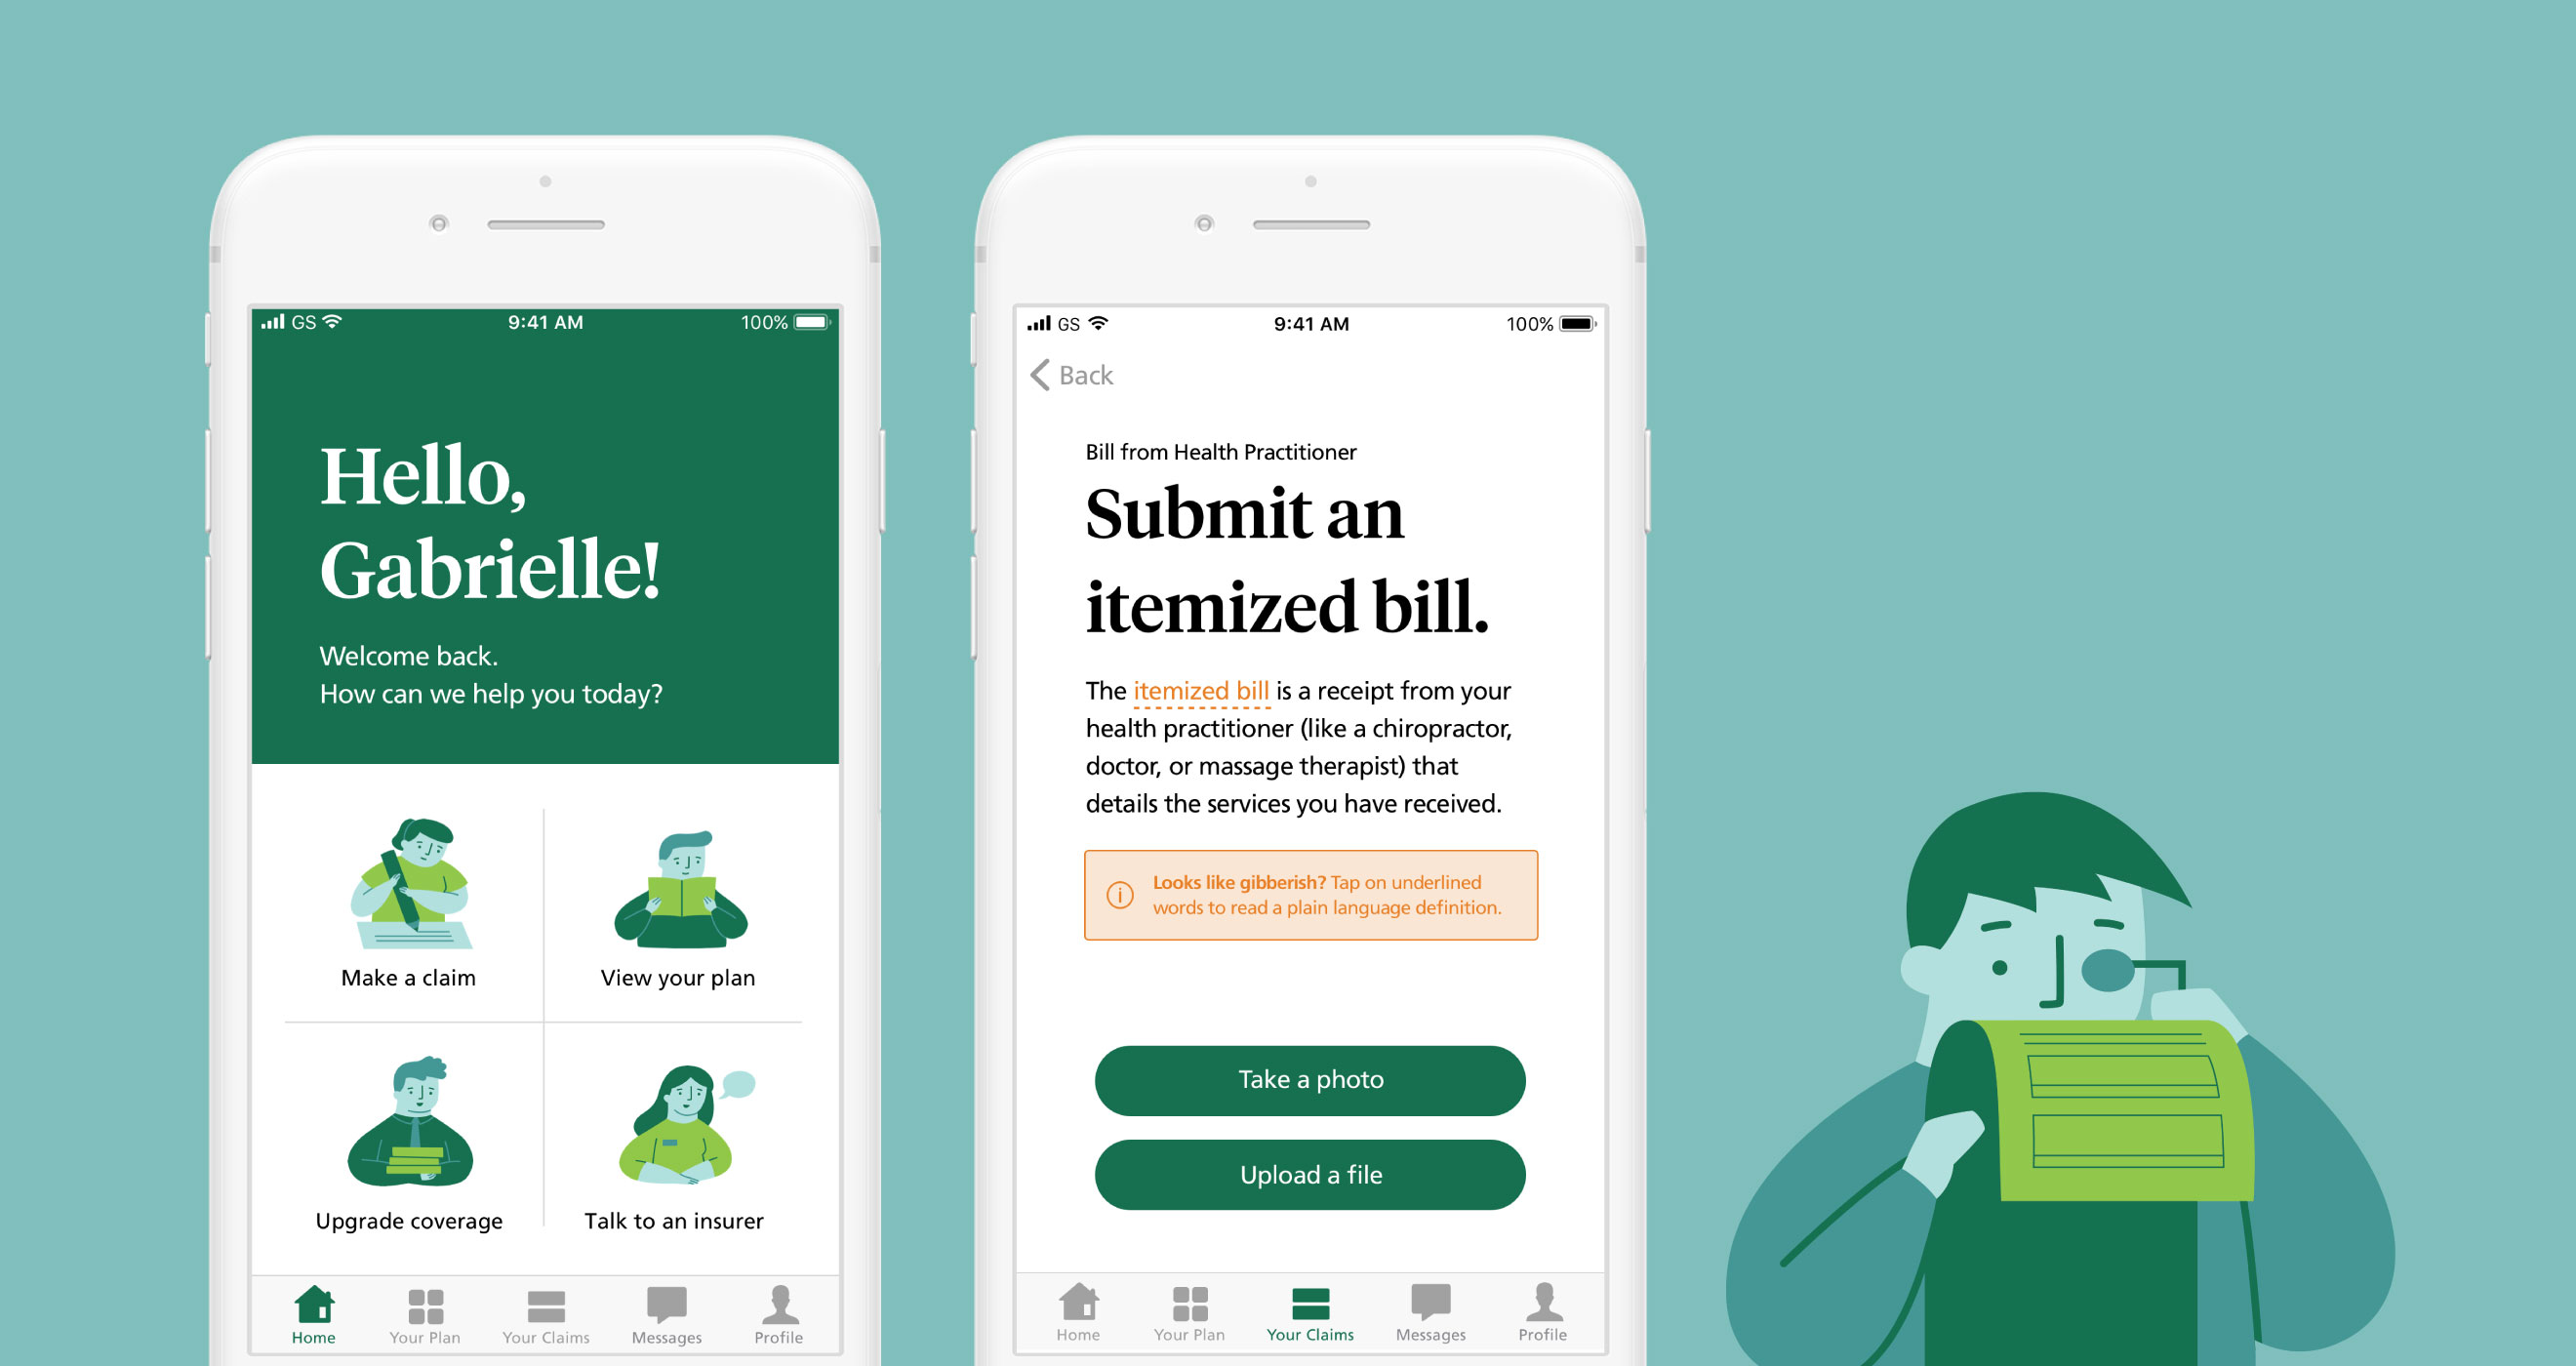 GS 9:41 AM 100%
Hello,
Gabrielle!
Welcome back.
How can we help you today?
Make a claim
View your plan
Upgrade coverage
Talk to an insurer
Home Your Plan Your Claims Messages Profile
GS 9:41 AM 100%
Back
Bill from Health Practitioner
Submit an
itemized bill.
The itemized bill is a receipt from your
health practitioner (like a chiropractor,
doctor, or massage therapist) that
details the services you have received.
Looks like gibberish? Tap on underlined
words to read a plain language definition.
Take a photo
Upload a file
Home Your Plan Your Claims Messages Profile